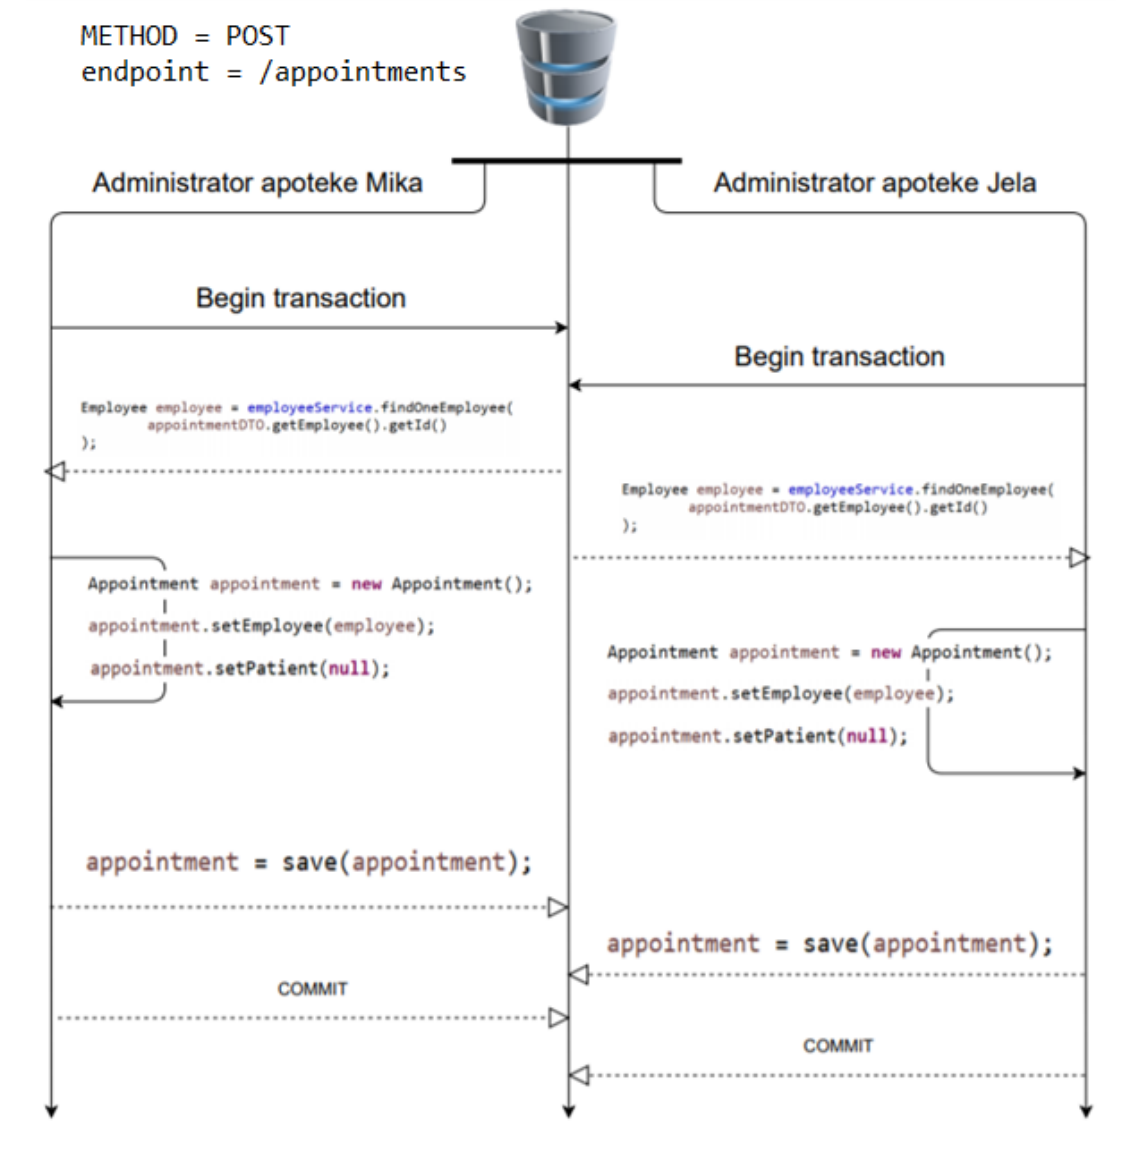 METHOD = POST
endpoint = /appointments
Administrator apoteke Mika
Administrator apoteke Jela
Begin transaction
Begin transaction
Employee employee = employeeService.findOneEmployee(
appointmentDTO.getEmployee().getId()
);
Employee employee = employeeService.findOneEmployee(
appointmentDTO.getEmployee().getId()
);
Appointment appointment = new Appointment();
appointment.setEmployee(employee);
appointment.setPatient(null);
Appointment appointment = new Appointment();
appointment.setEmployee(employee);
appointment.setPatient(null);
appointment = save(appointment);
appointment = save(appointment);
COMMIT
COMMIT